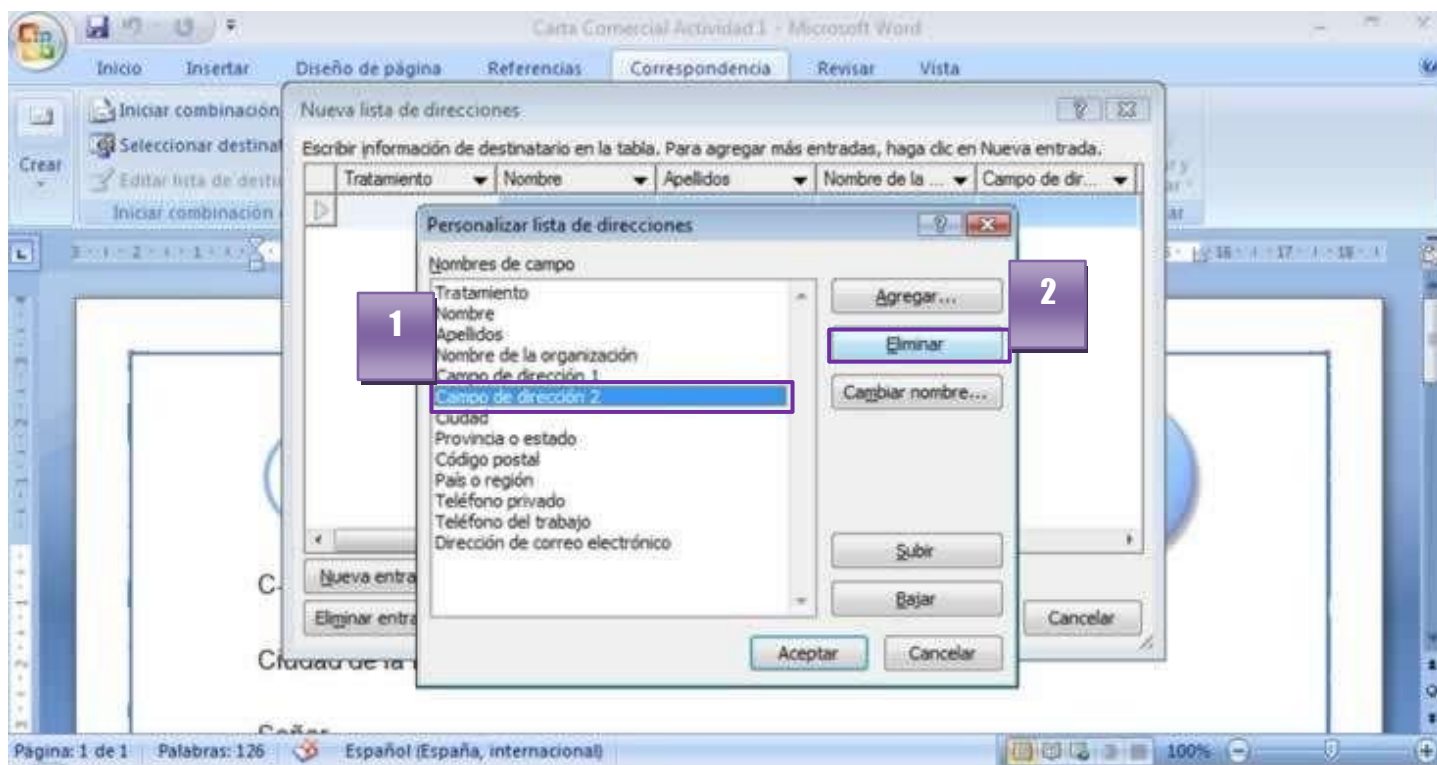 Carta Comercial Actividad 1 - Microsoft Word
Inicio Insertar Diseño de página Referencias Correspondencia Revisar Vista
Iniciar combinación
Seleccionar destinat
Crear
Iniciar combinación
Nueva lista de direcciones
Escribir información de destinatario en la tabla. Para agregar más entradas, haga clic en Nueva entrada.
Tratamiento Nombre Apellidos Nombre de la ... Campo de dir...
Personalizar lista de direcciones
Nombres de campo
Tratamiento
Nombre
Apellidos
Nombre de la organización
Campo de dirección 1
Campo de dirección 2
Ciudad
Provincia o estado
Código postal
País o región
Teléfono privado
Teléfono del trabajo
Dirección de correo electrónico
1
2
Agregar...
Eliminar
Cambiar nombre...
Subir
Bajar
Aceptar Cancelar
Nueva entra
Eliminar entra
Cancelar
Ciudad de la
Señor
Página: 1 de 1 Palabras: 126 Español (España, internacional) 100%